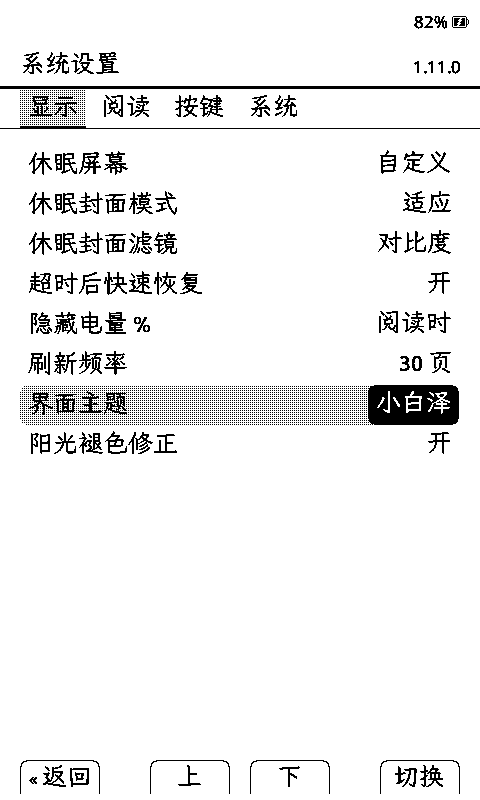 82%
系统设置 1.11.0
显示 阅读 按键 系统
休眠屏幕 自定义
休眠封面模式 适应
休眠封面滤镜 对比度
超时后快速恢复 开
隐藏电量 % 阅读时
刷新频率 30 页
界面主题 小白泽
阳光褪色修正 开
« 返回 上 下 切换